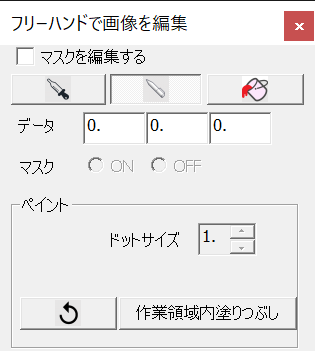 フリーハンドで画像を編集
マスクを編集する
データ 0. 0. 0.
マスク ON OFF
ペイント
ドットサイズ 1.
作業領域内塗りつぶし